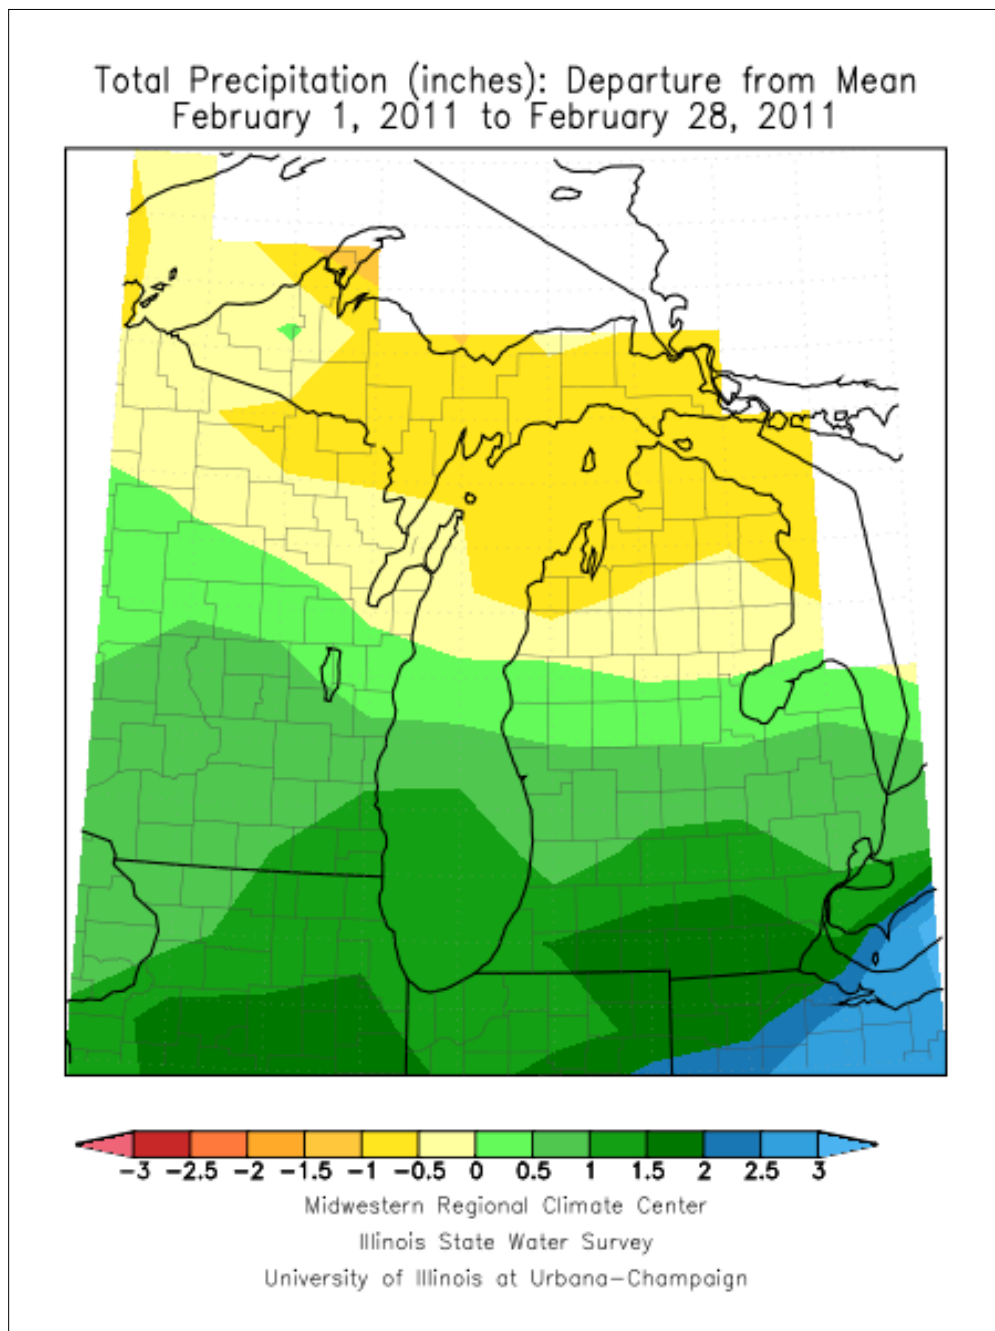 Total Precipitation (inches): Departure from Mean
February 1, 2011 to February 28, 2011
−3 −2.5 −2 −1.5 −1 −0.5 0 0.5 1 1.5 2 2.5 3
Midwestern Regional Climate Center
Illinois State Water Survey
University of Illinois at Urbana−Champaign